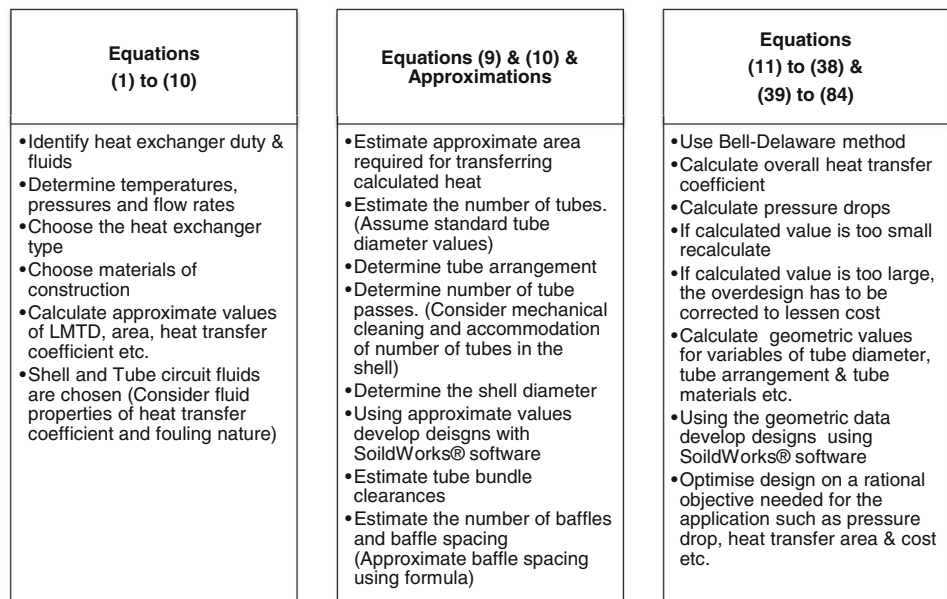 Equations
(1) to (10)
•Identify heat exchanger duty &
fluids
•Determine temperatures,
pressures and flow rates
•Choose the heat exchanger
type
•Choose materials of
construction
•Calculate approximate values
of LMTD, area, heat transfer
coefficient etc.
•Shell and Tube circuit fluids
are chosen (Consider fluid
properties of heat transfer
coefficient and fouling nature)
Equations (9) & (10) &
Approximations
•Estimate approximate area
required for transferring
calculated heat
•Estimate the number of tubes.
(Assume standard tube
diameter values)
•Determine tube arrangement
•Determine number of tube
passes. (Consider mechanical
cleaning and accommodation
of number of tubes in the
shell)
•Determine the shell diameter
•Using approximate values
develop deisgns with
SoildWorks® software
•Estimate tube bundle
clearances
•Estimate the number of baffles
and baffle spacing
(Approximate baffle spacing
using formula)
Equations
(11) to (38) &
(39) to (84)
•Use Bell-Delaware method
•Calculate overall heat transfer
coefficient
•Calculate pressure drops
•If calculated value is too small
recalculate
•If calculated value is too large,
the overdesign has to be
corrected to lessen cost
•Calculate geometric values
for variables of tube diameter,
tube arrangement & tube
materials etc.
•Using the geometric data
develop designs using
SoildWorks® software
•Optimise design on a rational
objective needed for the
application such as pressure
drop, heat transfer area & cost
etc.